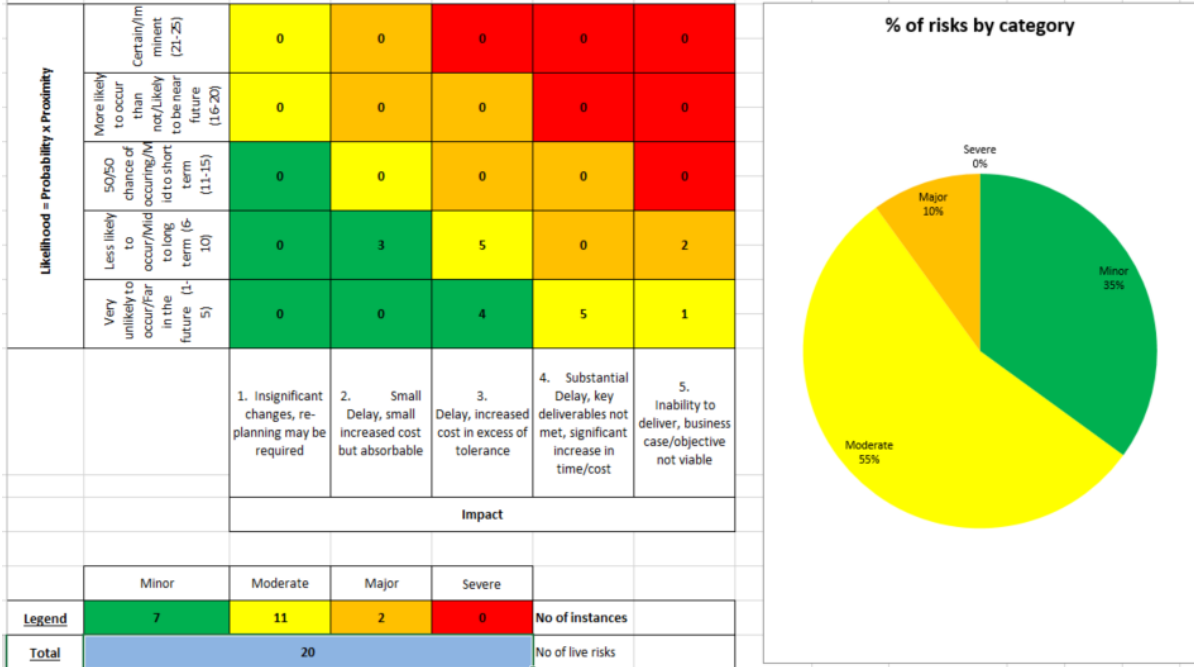 Likelihood = Probability x Proximity
Certain/Im
minent
(21-25)
0
0
0
0
0
More likely
to occur
than
not/Likely
to be near
future
(16-20)
0
0
0
0
0
50/50
chance of
occuring/M
id to short
term
(11-15)
0
0
0
0
0
Less likely
to
occur/Mid
to long
term (6-
10)
0
3
5
0
2
Very
unlikely to
occur/Far
in the
future (1-
5)
0
0
4
5
1
1. Insignificant
changes, re-
planning may be
required
2. Small
Delay, small
increased cost
but absorbable
3.
Delay, increased
cost in excess of
tolerance
4. Substantial
Delay, key
deliverables not
met, significant
increase in
time/cost
5.
Inability to
deliver, business
case/objective
not viable
Impact
Minor
Moderate
Major
Severe
Legend
7
11
2
0
No of instances
Total
20
No of live risks
% of risks by category
Severe
0%
Major
10%
Minor
35%
Moderate
55%